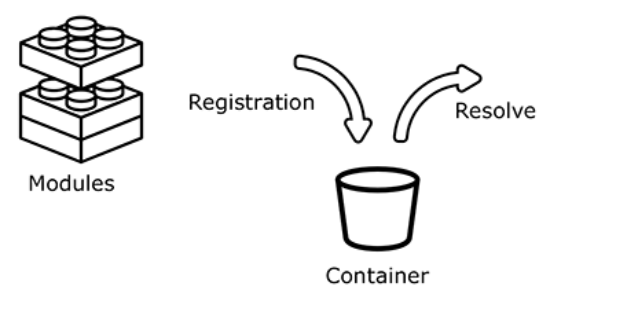 Registration
Resolve
Modules
Container